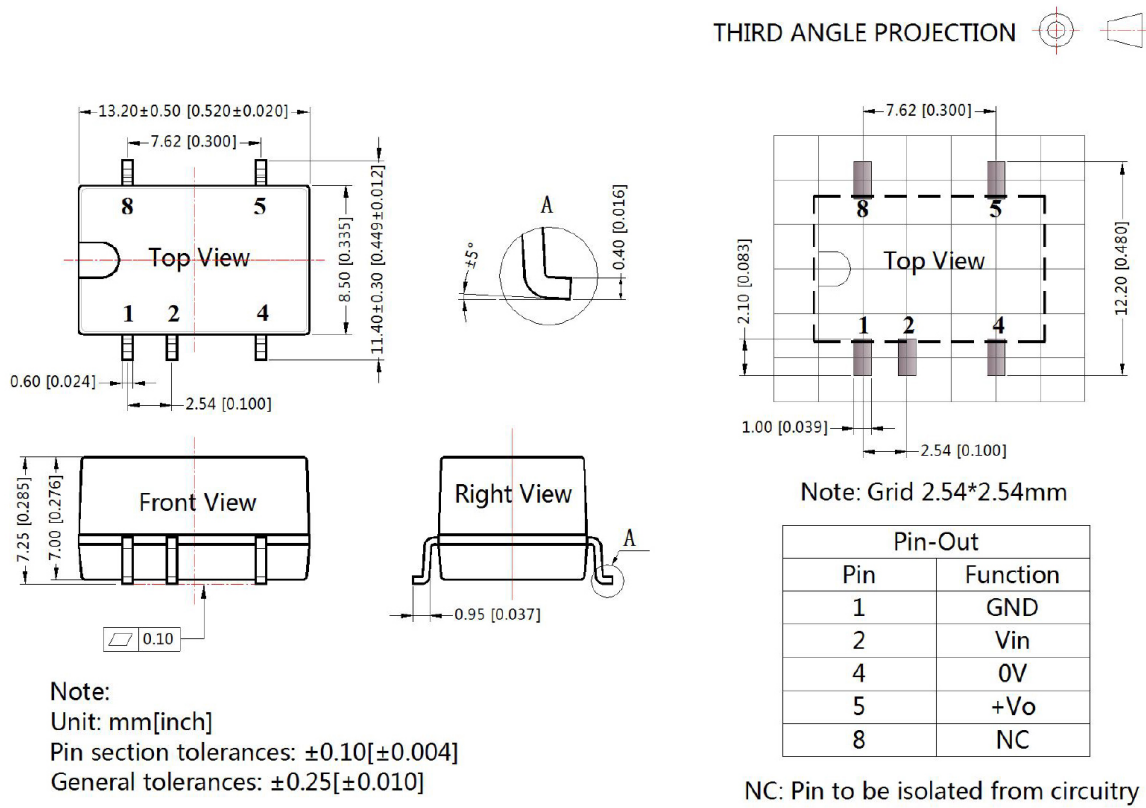 THIRD ANGLE PROJECTION
13.20±0.50 [0.520±0.020]
7.62 [0.300]
8
5
Top View
1
2
4
8.50 [0.335]
11.40±0.30 [0.449±0.012]
0.60 [0.024]
2.54 [0.100]
A
±5°
0.40 [0.016]
7.62 [0.300]
8
5
Top View
1
2
4
2.10 [0.083]
12.20 [0.480]
1.00 [0.039]
2.54 [0.100]
Note: Grid 2.54*2.54mm
7.25 [0.285]
7.00 [0.276]
Front View
0.10
Right View
A
0.95 [0.037]
Pin-Out
Pin Function
1 GND
2 Vin
4 0V
5 +Vo
8 NC
NC: Pin to be isolated from circuitry
Note:
Unit: mm[inch]
Pin section tolerances: ±0.10[±0.004]
General tolerances: ±0.25[±0.010]